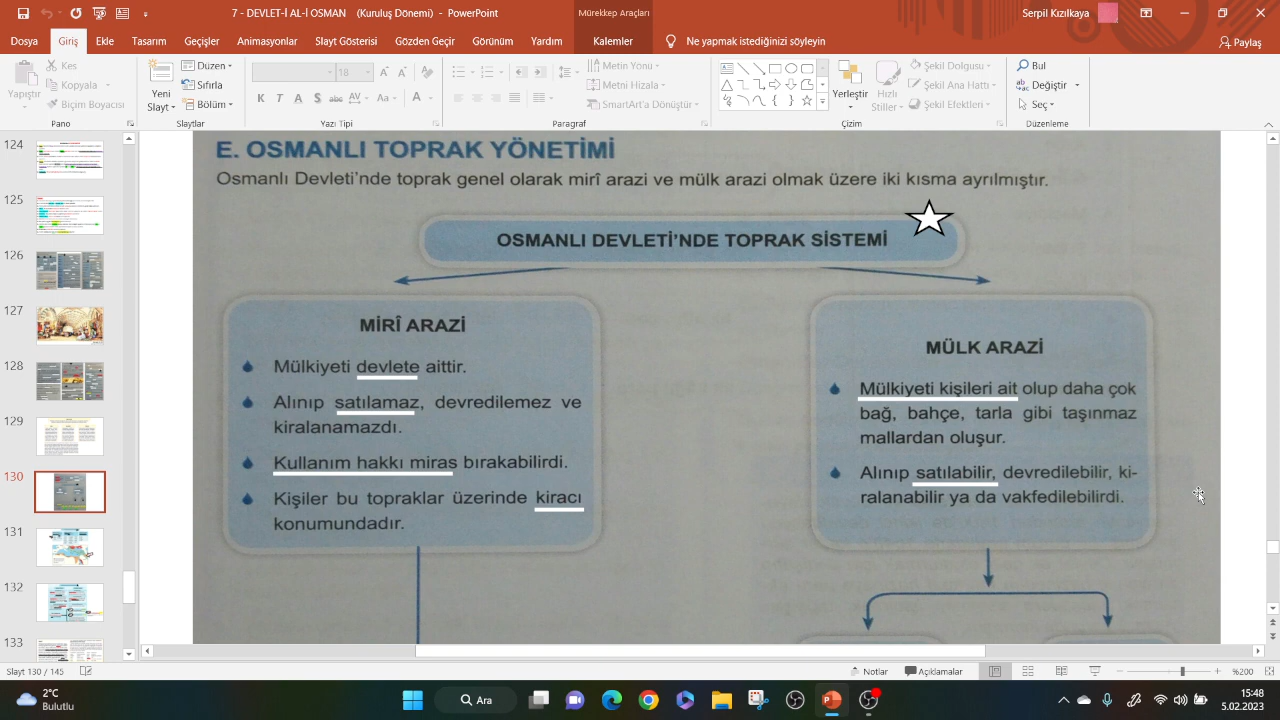 7 - DEVLET-İ AL-İ OSMAN (Kuruluş Dönemi) - PowerPoint
Mürekkep Araçları
Serpil Kızılkaya
Dosya Giriş Ekle Tasarım Geçişler Animasyonlar Slayt Gösterisi Gözden Geçir Görünüm Yardım Kalemler Ne yapmak istediğinizi söyleyin Paylaş
Yapıştır
Kes
Kopyala
Biçim Boyacısı
Pano
Yeni
Slayt
Düzen
Sıfırla
Bölüm
Slaytlar
18
K T A S abc AV Aa A
Yazı Tipi
Metin Yönü
Metni Hizala
SmartArt'a Dönüştür
Paragraf
Yerleştir
Hızlı
Stiller
Şekil Dolgusu
Şekil Ana Hattı
Şekil Efektleri
Çizim
Bul
Değiştir
Seç
Düzenleme
124
125
126
127
128
129
130
131
132
133
E. OSMANLI TOPRAK YÖNETİMİ
Osmanlı Devleti'nde toprak genel olarak mirî arazi ve mülk arazi olmak üzere iki kısma ayrılmıştır.
OSMANLI DEVLETİ'NDE TOPRAK SİSTEMİ
MİRÎ ARAZİ
Mülkiyeti devlete aittir.
Alınıp satılamaz, devredilemez ve
kiralanamazdı.
Kullanım hakkı miras bırakabilirdi.
Kişiler bu topraklar üzerinde kiracı
konumundadır.
MÜLK ARAZİ
Mülkiyeti kişileri ait olup daha çok
bağ, bahçe, tarla gibi taşınmaz
mallardan oluşur.
Alınıp satılabilir, devredilebilir, ki-
ralanabilir ya da vakfedilebilirdi.
Slayt 130 / 145
Notlar
Açıklamalar
%200
2°C
Bulutlu
Ara
15:48
5.02.2023